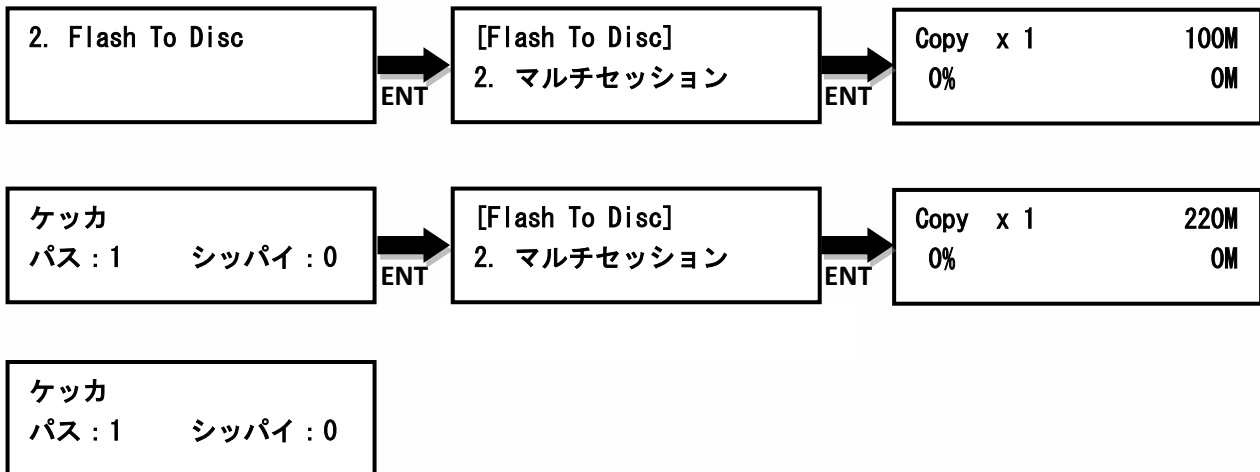 2. Flash To Disc
ENT
[Flash To Disc]
2. マルチセッション
ENT
Copy x 1 100M
0% 0M
ケッカ
パス：1 シッパイ：0
ENT
[Flash To Disc]
2. マルチセッション
ENT
Copy x 1 220M
0% 0M
ケッカ
パス：1 シッパイ：0